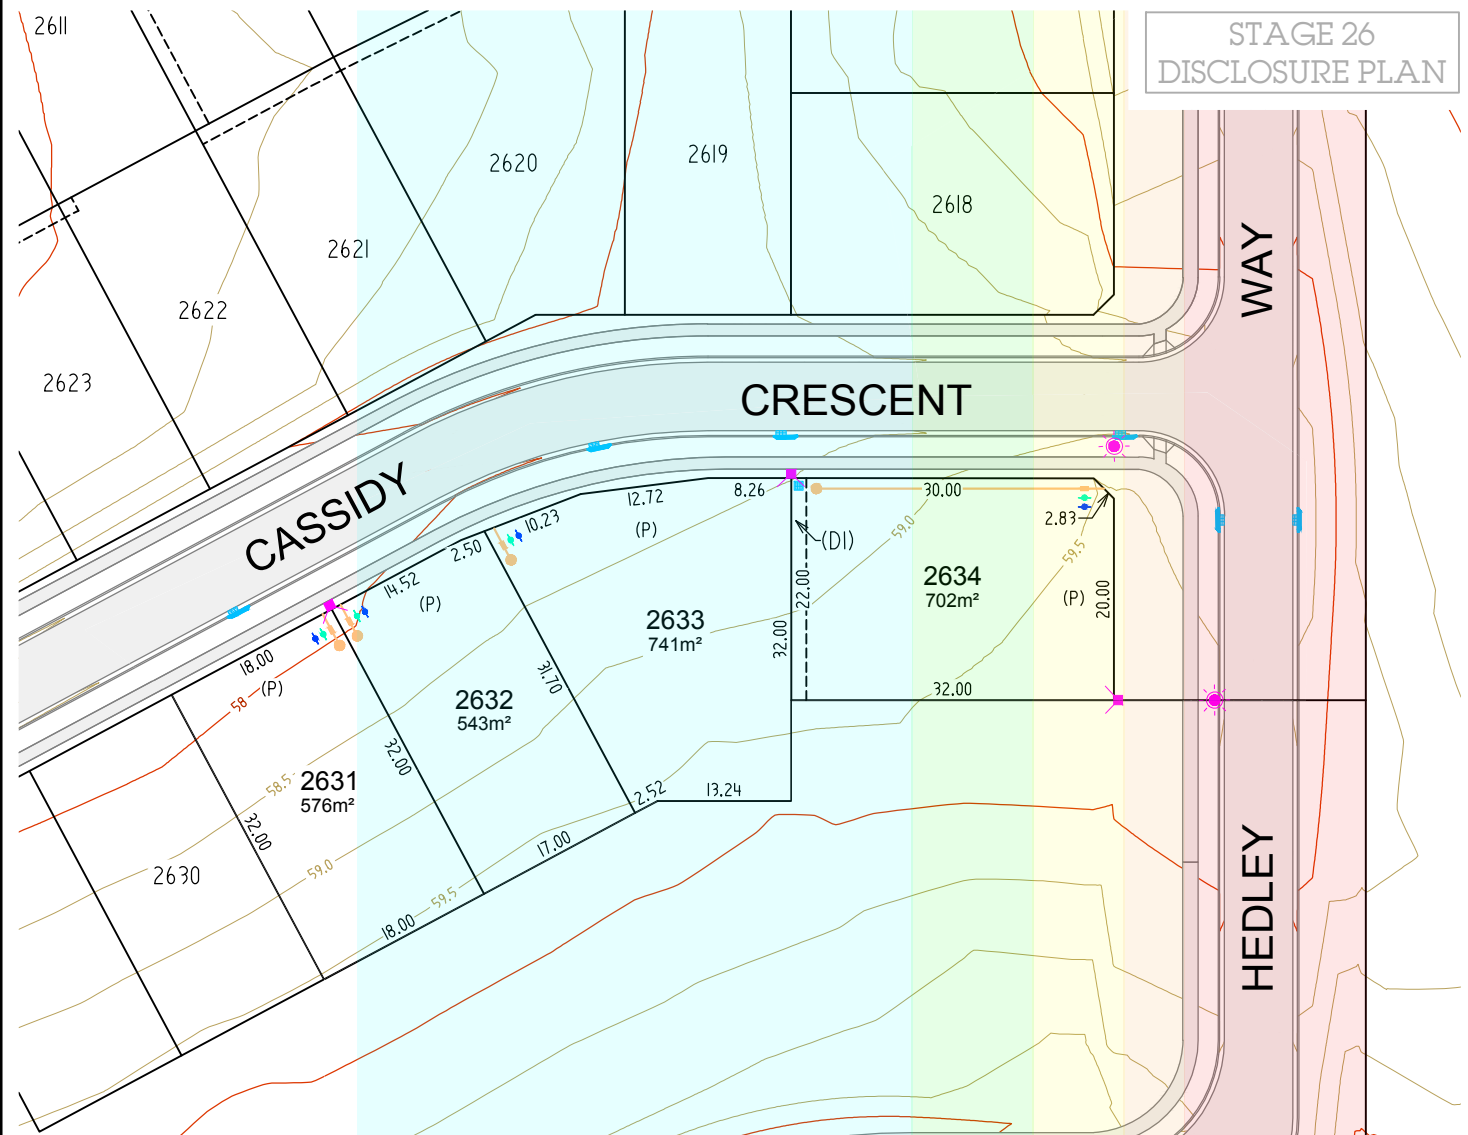 STAGE 26
DISCLOSURE PLAN
2611
2620
2619
2618
2621
2622
2623
WAY
CRESCENT
CASSIDY
HEDLEY
12.72
8.26
30.00
10.23
(P)
2.83
2.50
(D1)
59.0
59.5
14.52
(P)
2634
702m²
22.00
(P)
20.00
2633
741m²
32.00
18.00
(P)
58
31.70
32.00
2632
543m²
32.00
58.5
2631
576m²
2.52
13.24
32.00
17.00
2630
59.0
59.5
18.00